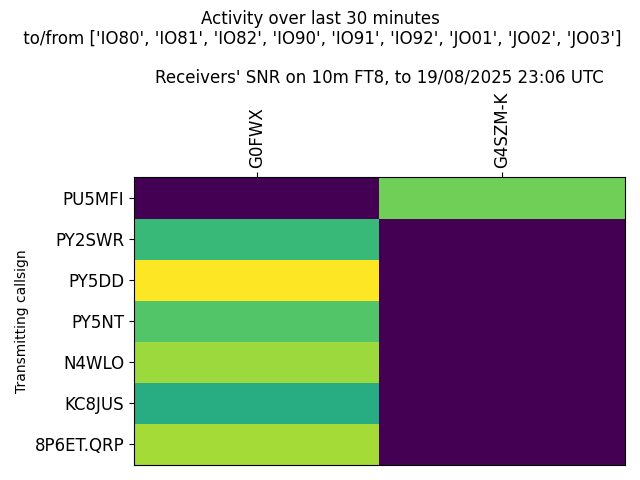 Activity over last 30 minutes
to/from ['IO80', 'IO81', 'IO82', 'IO90', 'IO91', 'IO92', 'JO01', 'JO02', 'JO03']
Receivers' SNR on 10m FT8, to 19/08/2025 23:06 UTC
G0FWX
G4SZM-K
Transmitting callsign
PU5MFI
PY2SWR
PY5DD
PY5NT
N4WLO
KC8JUS
8P6ET.QRP